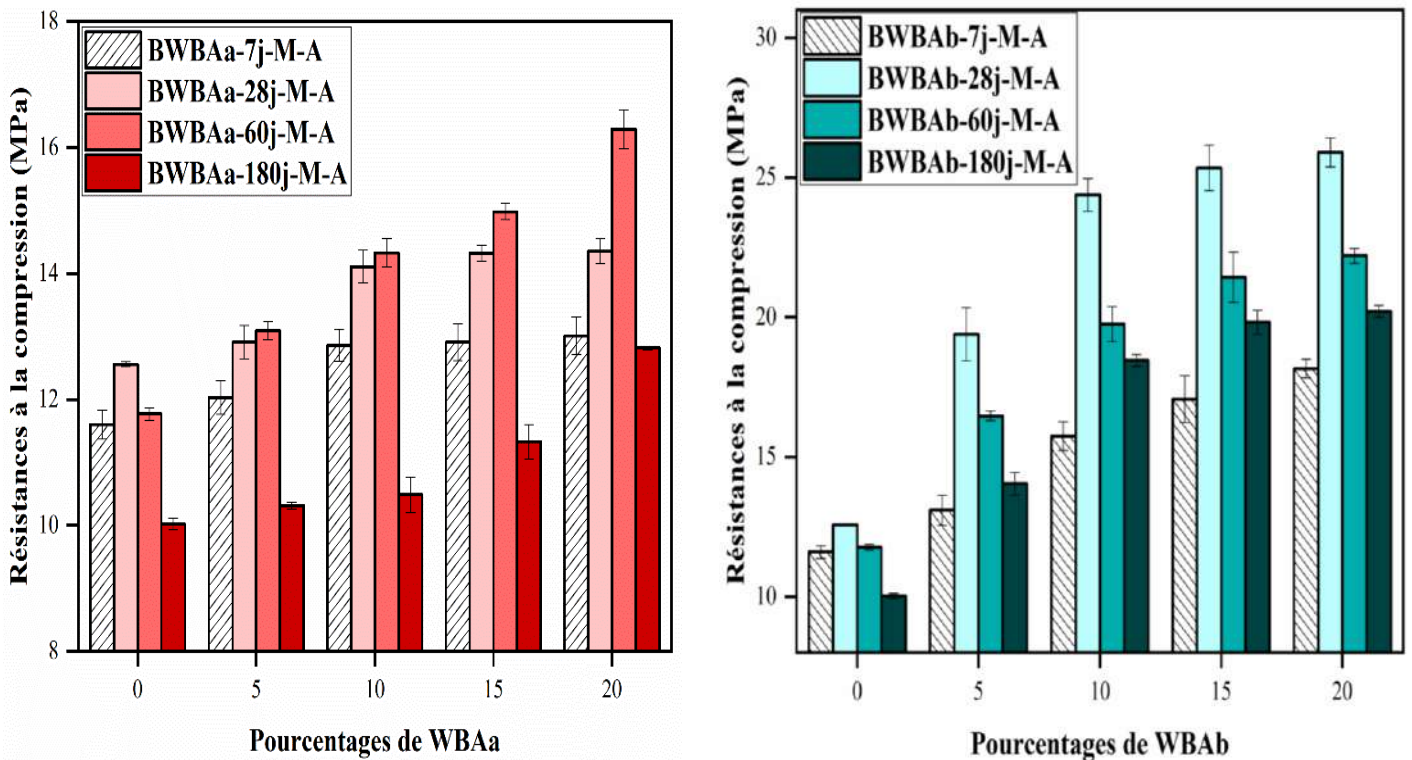 Résistances à la compression (MPa)
18
16
14
12
10
8
BWBAa-7j-M-A
BWBAa-28j-M-A
BWBAa-60j-M-A
BWBAa-180j-M-A
0 5 10 15 20
Pourcentages de WBAa
Résistances à la compression (MPa)
30
25
20
15
10
BWBAb-7j-M-A
BWBAb-28j-M-A
BWBAb-60j-M-A
BWBAb-180j-M-A
0 5 10 15 20
Pourcentages de WBAb